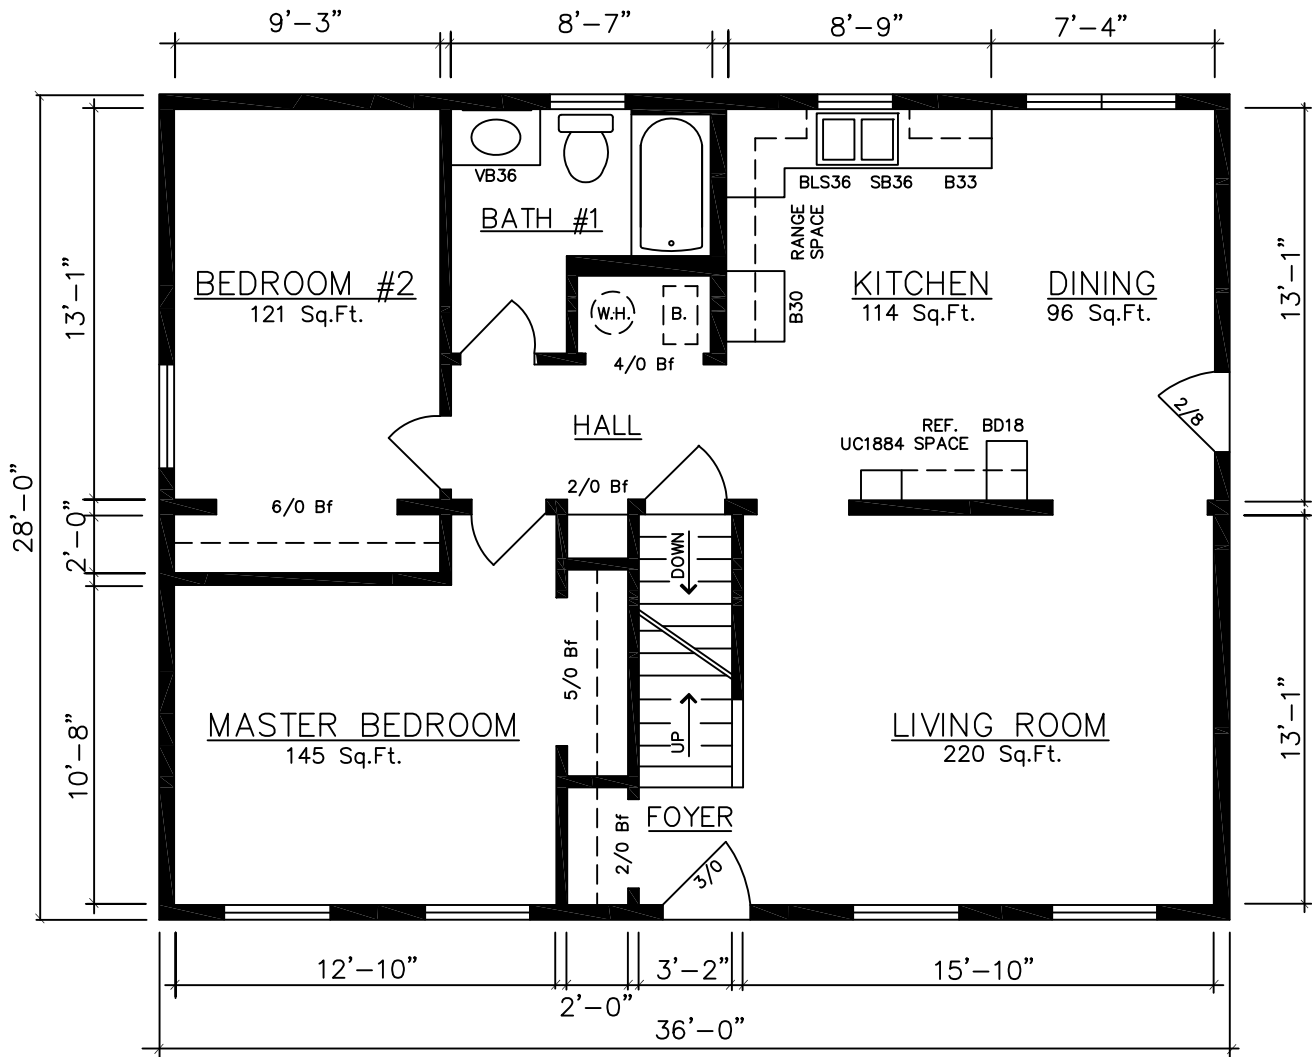 9’-3” 8’-7” 8’-9” 7’-4”
VB36
BLS36 SB36 B33
BATH #1
RANGE
SPACE
BEDROOM #2
121 Sq.Ft.
W.H. B.
B30
KITCHEN
114 Sq.Ft.
DINING
96 Sq.Ft.
13’-1”
13’-1”
4/0 Bf
HALL
2/8
REF.
SPACE
BD18
UC1884
28’-0”
6/0 Bf
2/0 Bf
2’-0”
DOWN
5/0 Bf
MASTER BEDROOM
145 Sq.Ft.
UP
LIVING ROOM
220 Sq.Ft.
10’-8”
13’-1”
FOYER
2/0 Bf
3/0
12’-10” 3’-2” 15’-10”
2’-0”
36’-0”